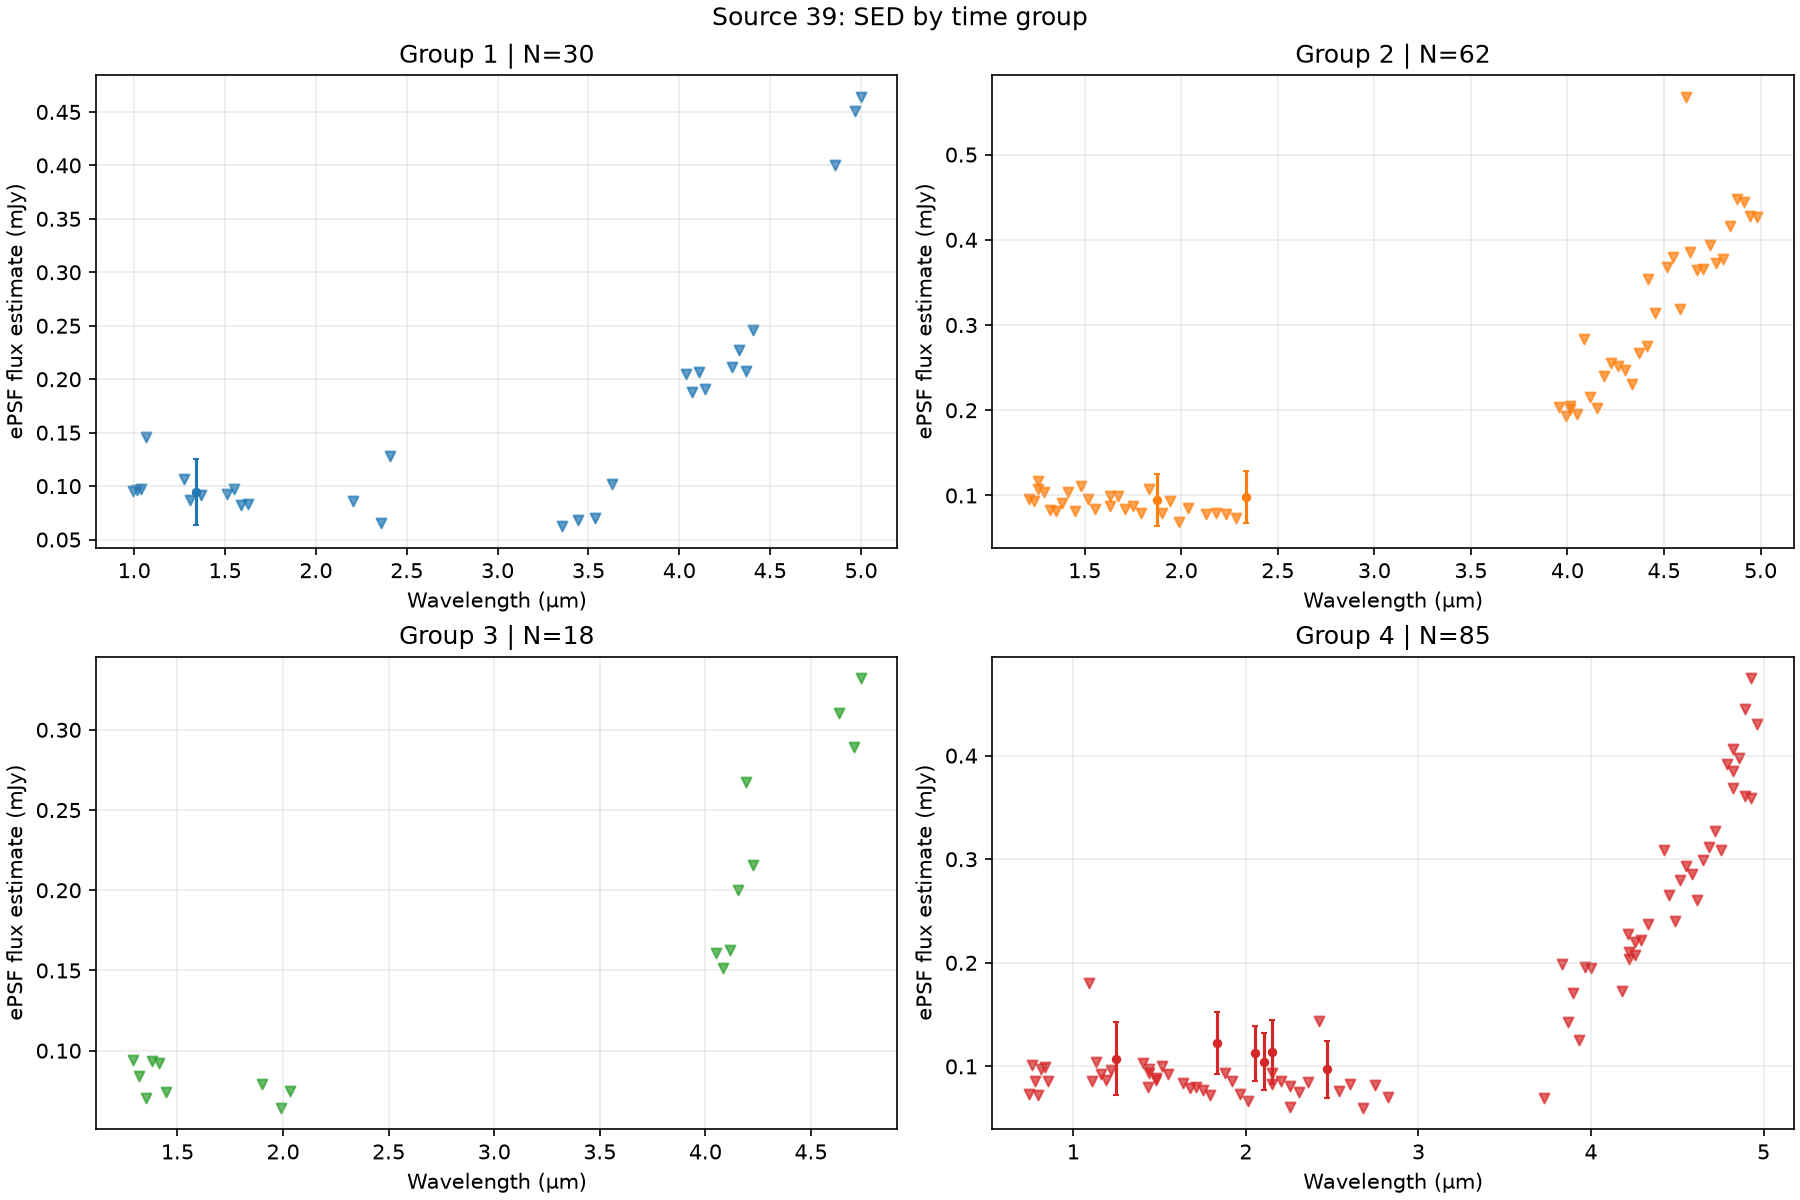 Source 39: SED by time group
Group 1 | N=30
ePSF flux estimate (mJy)
0.45
0.40
0.35
0.30
0.25
0.20
0.15
0.10
0.05
1.0 1.5 2.0 2.5 3.0 3.5 4.0 4.5 5.0
Wavelength (μm)
Group 2 | N=62
ePSF flux estimate (mJy)
0.5
0.4
0.3
0.2
0.1
1.5 2.0 2.5 3.0 3.5 4.0 4.5 5.0
Wavelength (μm)
Group 3 | N=18
ePSF flux estimate (mJy)
0.30
0.25
0.20
0.15
0.10
1.5 2.0 2.5 3.0 3.5 4.0 4.5
Wavelength (μm)
Group 4 | N=85
ePSF flux estimate (mJy)
0.4
0.3
0.2
0.1
1 2 3 4 5
Wavelength (μm)